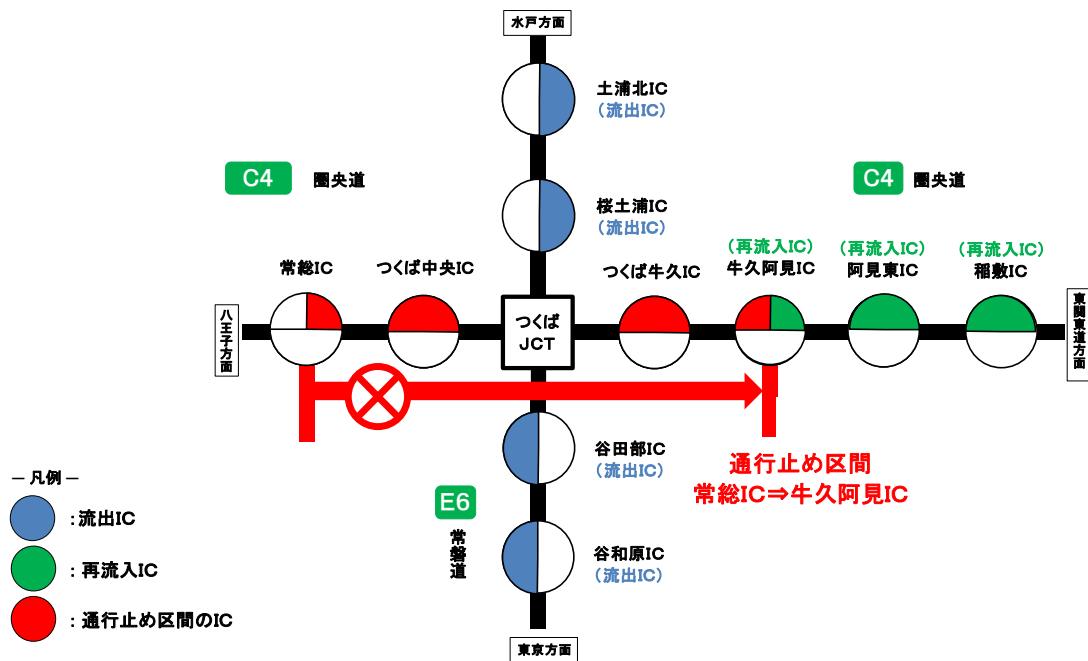 水戸方面
土浦北IC
（流出IC）
C4 圏央道
C4 圏央道
桜土浦IC
（流出IC）
（再流入IC）
（再流入IC）
（再流入IC）
常総IC
つくば中央IC
つくば牛久IC
牛久阿見IC
阿見東IC
稲敷IC
八王子方面
つくば
JCT
東関東道方面
谷田部IC
（流出IC）
通行止め区間
常総IC⇒牛久阿見IC
E6
常磐道
谷和原IC
（流出IC）
東京方面
― 凡例 ―
：流出IC
：再流入IC
：通行止め区間のIC